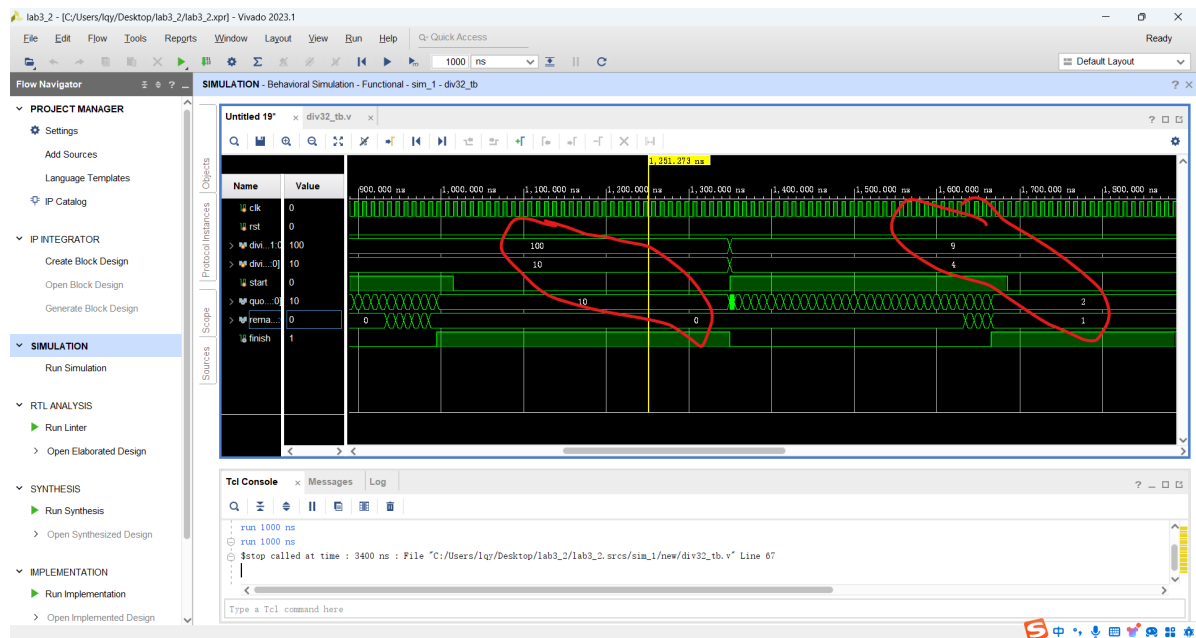 lab3_2 - [C:/Users/lqy/Desktop/lab3_2/lab3_2.xpr] - Vivado 2023.1
File Edit Flow Tools Reports Window Layout View Run Help Q- Quick Access Ready
1000 ns Default Layout
Flow Navigator
SIMULATION - Behavioral Simulation - Functional - sim_1 - div32_tb
PROJECT MANAGER
Settings
Add Sources
Language Templates
IP Catalog
IP INTEGRATOR
Create Block Design
Open Block Design
Generate Block Design
SIMULATION
Run Simulation
RTL ANALYSIS
Run Linter
Open Elaborated Design
SYNTHESIS
Run Synthesis
Open Synthesized Design
IMPLEMENTATION
Run Implementation
Open Implemented Design
Objects
Protocol Instances
Scope
Sources
Untitled 19* div32_tb.v
1,251.273 ns
Name Value
900.000 ns 1,000.000 ns 1,100.000 ns 1,200.000 ns 1,300.000 ns 1,400.000 ns 1,500.000 ns 1,600.000 ns 1,700.000 ns 1,800.000 ns
clk 0
rst 0
divi...1:0 100 100 9
divi...:0] 10 10 4
start 0
quo...:0] 10 10 2
rema...: 0 0 0 1
finish 1
Tcl Console Messages Log
run 1000 ns
run 1000 ns
$stop called at time : 3400 ns : File "C:/Users/lqy/Desktop/lab3_2/lab3_2.srcs/sim_1/new/div32_tb.v" Line 67
Type a Tcl command here
S 中